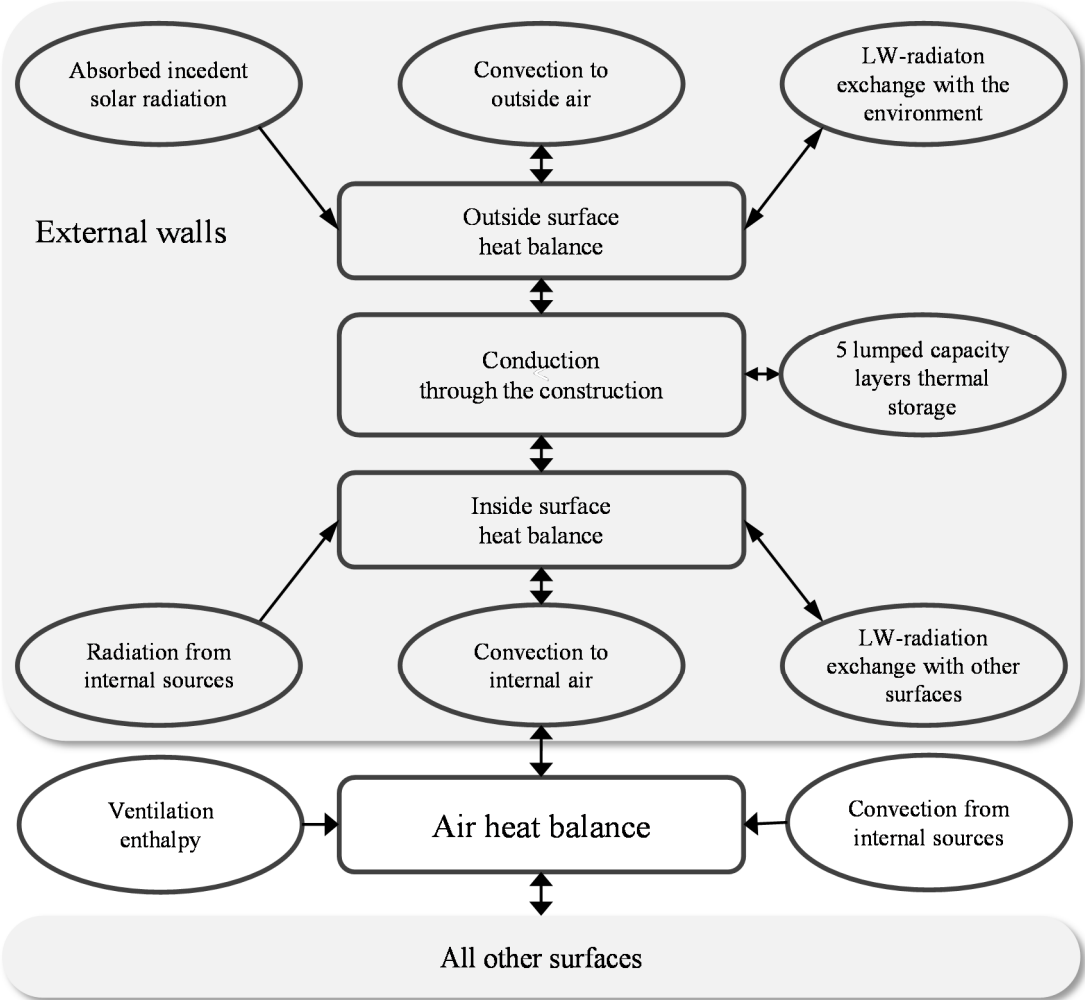 Absorbed incedent
solar radiation
Convection to
outside air
LW-radiaton
exchange with the
environment
External walls
Outside surface
heat balance
Conduction
through the construction
5 lumped capacity
layers thermal
storage
Inside surface
heat balance
Radiation from
internal sources
Convection to
internal air
LW-radiation
exchange with other
surfaces
Ventilation
enthalpy
Air heat balance
Convection from
internal sources
All other surfaces